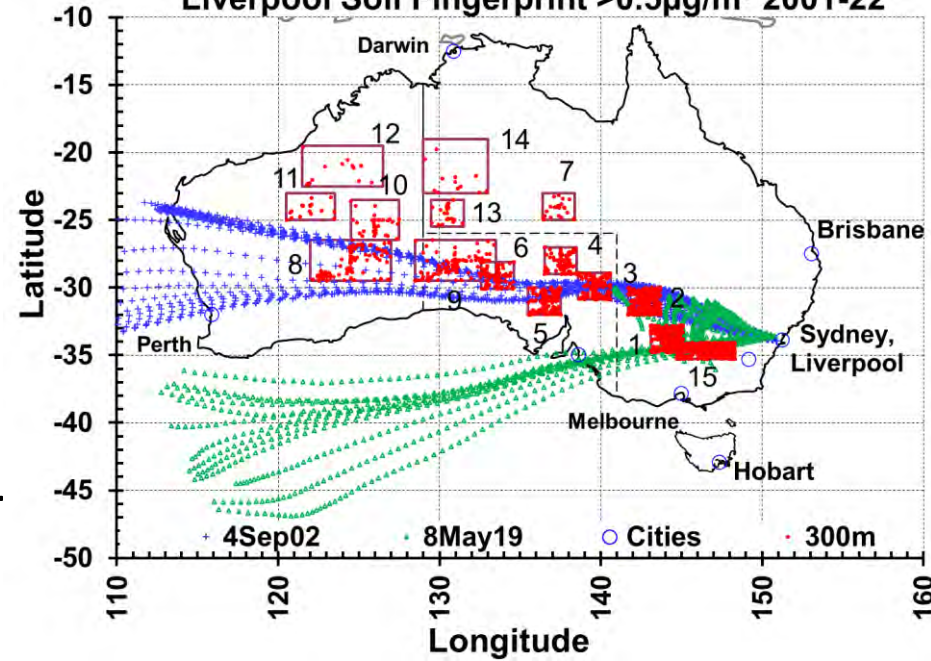 Liverpool Soil Fingerprint >0.5µg/m³ 2001-22
-10
-15
-20
-25
-30
-35
-40
-45
-50
Latitude
Darwin
12
14
11
10
7
13
Brisbane
8
6
4
3
9
2
5
Perth
1
Sydney,
Liverpool
15
Melbourne
Hobart
4Sep02 8May19 Cities 300m
110 120 130 140 150 160
Longitude